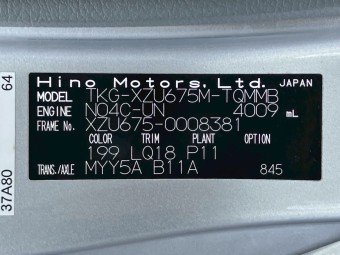 Hino Motors, Ltd. JAPAN
MODEL TKG-XZU675M-TQMMB
ENGINE N04C-UN 4009 mL
FRAME No. XZU675-0008381
COLOR TRIM PLANT OPTION
199 LQ18 P11
TRANS./AXLE MYY5A B11A 845
37A80 64